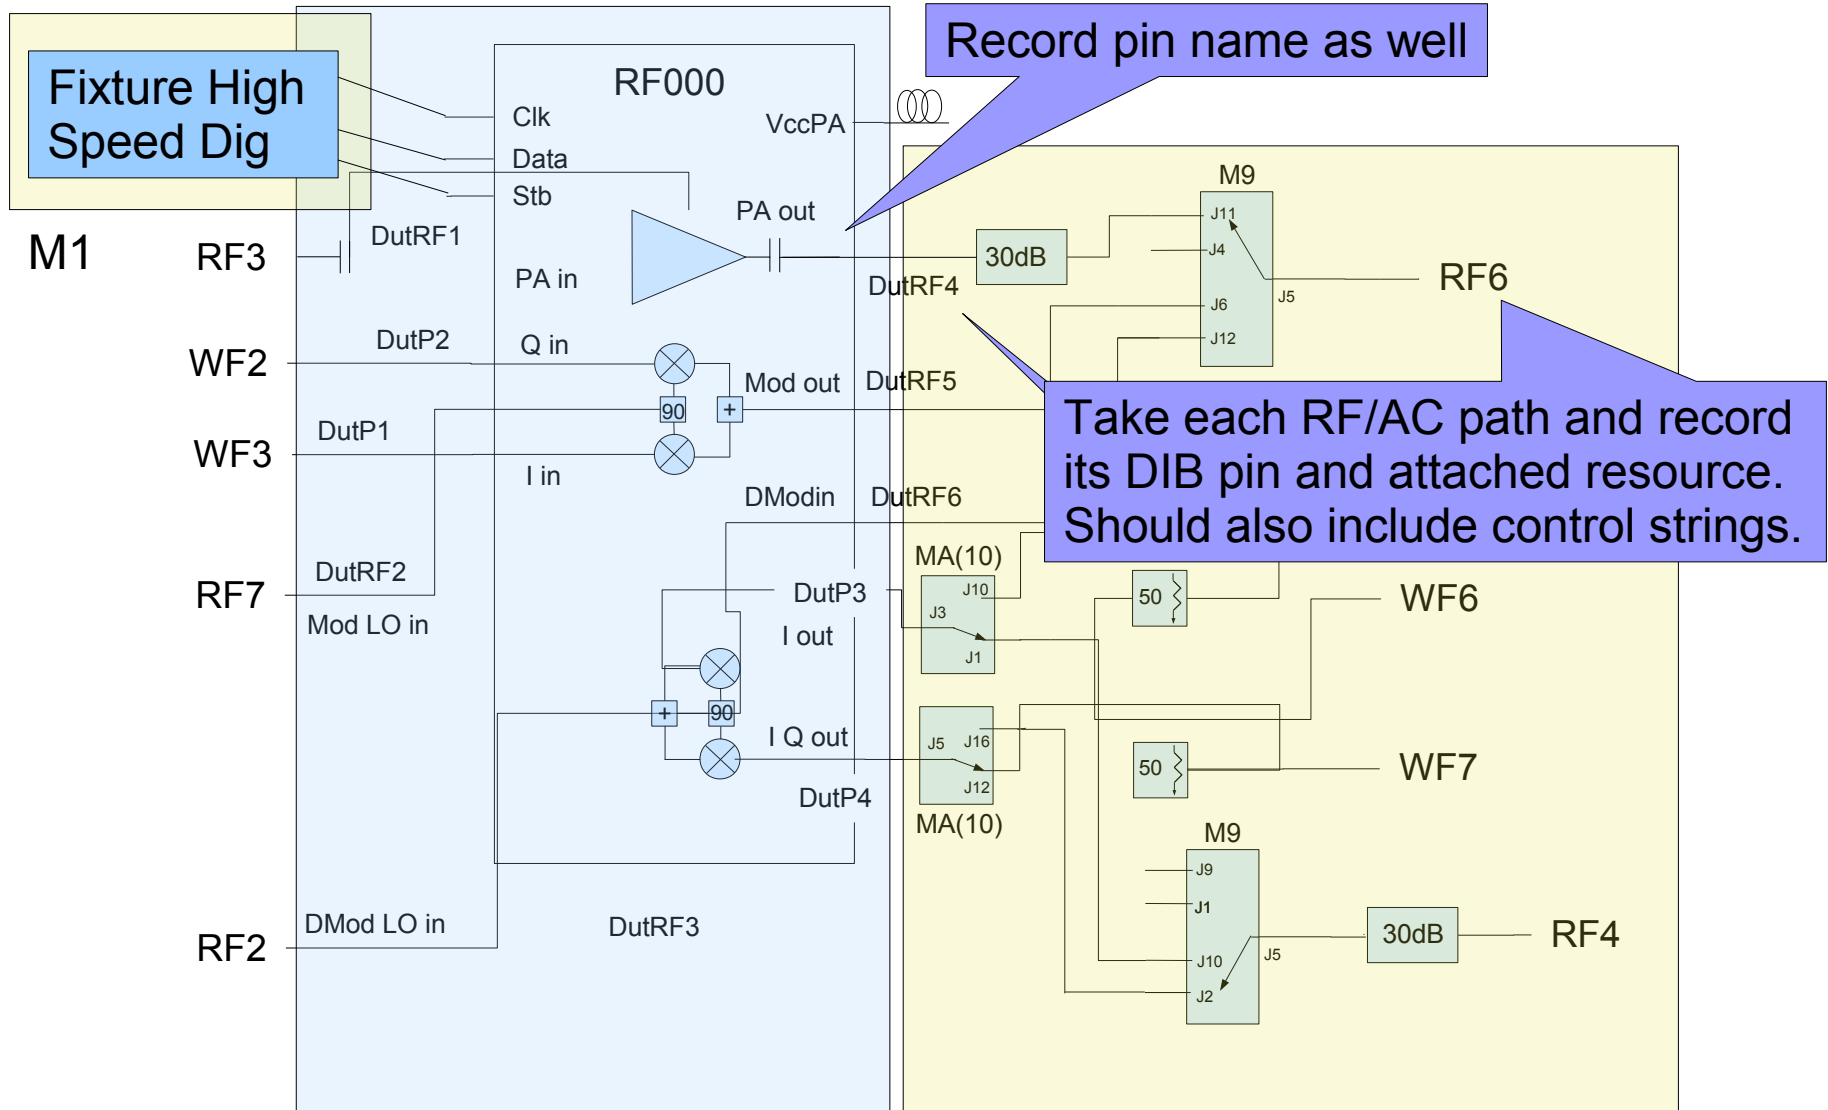 Record pin name as well
Fixture High
Speed Dig
RF000
Clk
Data
Stb
VccPA
M1
RF3
DutRF1
PA in
PA out
DutRF4
30dB
M9
J11
J4
J6
J12
J5
RF6
WF2
DutP2
Q in
Mod out
DutRF5
90
+
WF3
DutP1
I in
Take each RF/AC path and record
its DIB pin and attached resource.
Should also include control strings.
DModin
DutRF6
RF7
DutRF2
Mod LO in
DutP3
I out
MA(10)
J10
J3
J1
50
WF6
+
90
I Q out
DutP4
J5
J16
J12
MA(10)
50
WF7
M9
J9
J1
J10
J2
J5
30dB
RF4
RF2
DMod LO in
DutRF3